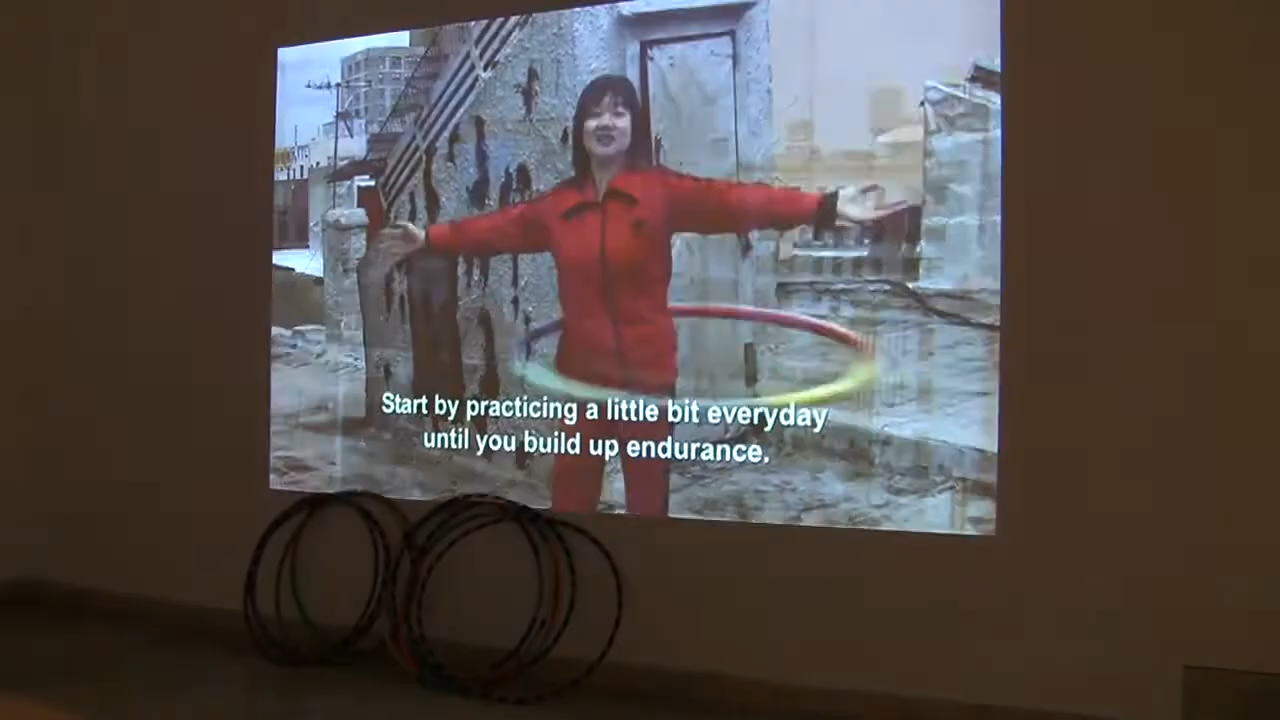 Start by practicing a little bit everyday
until you build up endurance.